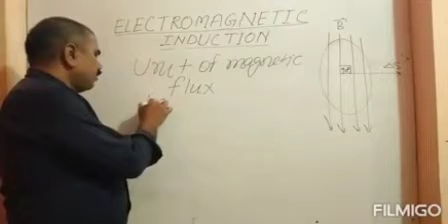 ELECTROMAGNETIC
INDUCTION
Unit of magnetic
flux
B
FILMIGO